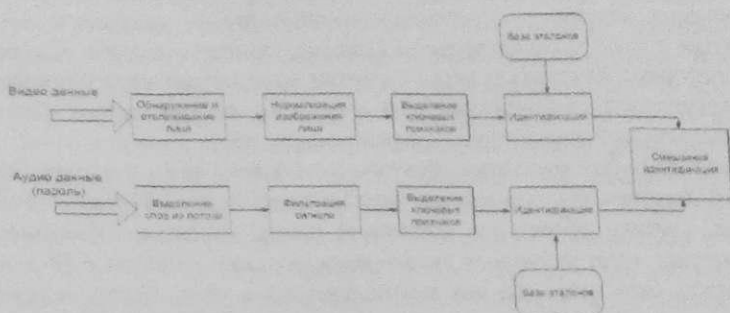 База эталонов
Видео данные
Обнаружение и
отслеживание
лица
Нормализация
изображения
лица
Выделение
ключевых
признаков
Идентификация
Смешанная
идентификация
Аудио данные
(пароль)
Выделение
слов из потока
Фильтрация
сигнала
Выделение
ключевых
признаков
Идентификация
База эталонов